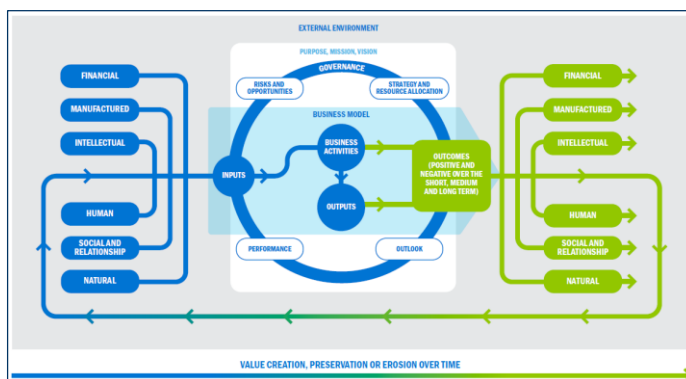 EXTERNAL ENVIRONMENT
PURPOSE, MISSION, VISION
GOVERNANCE
FINANCIAL
MANUFACTURED
INTELLECTUAL
HUMAN
SOCIAL AND
RELATIONSHIP
NATURAL
RISKS AND
OPPORTUNITIES
STRATEGY AND
RESOURCE ALLOCATION
BUSINESS MODEL
INPUTS
BUSINESS
ACTIVITIES
OUTPUTS
OUTCOMES
(POSITIVE AND
NEGATIVE OVER THE
SHORT, MEDIUM
AND LONG TERM)
PERFORMANCE
OUTLOOK
FINANCIAL
MANUFACTURED
INTELLECTUAL
HUMAN
SOCIAL AND
RELATIONSHIP
NATURAL
VALUE CREATION, PRESERVATION OR EROSION OVER TIME